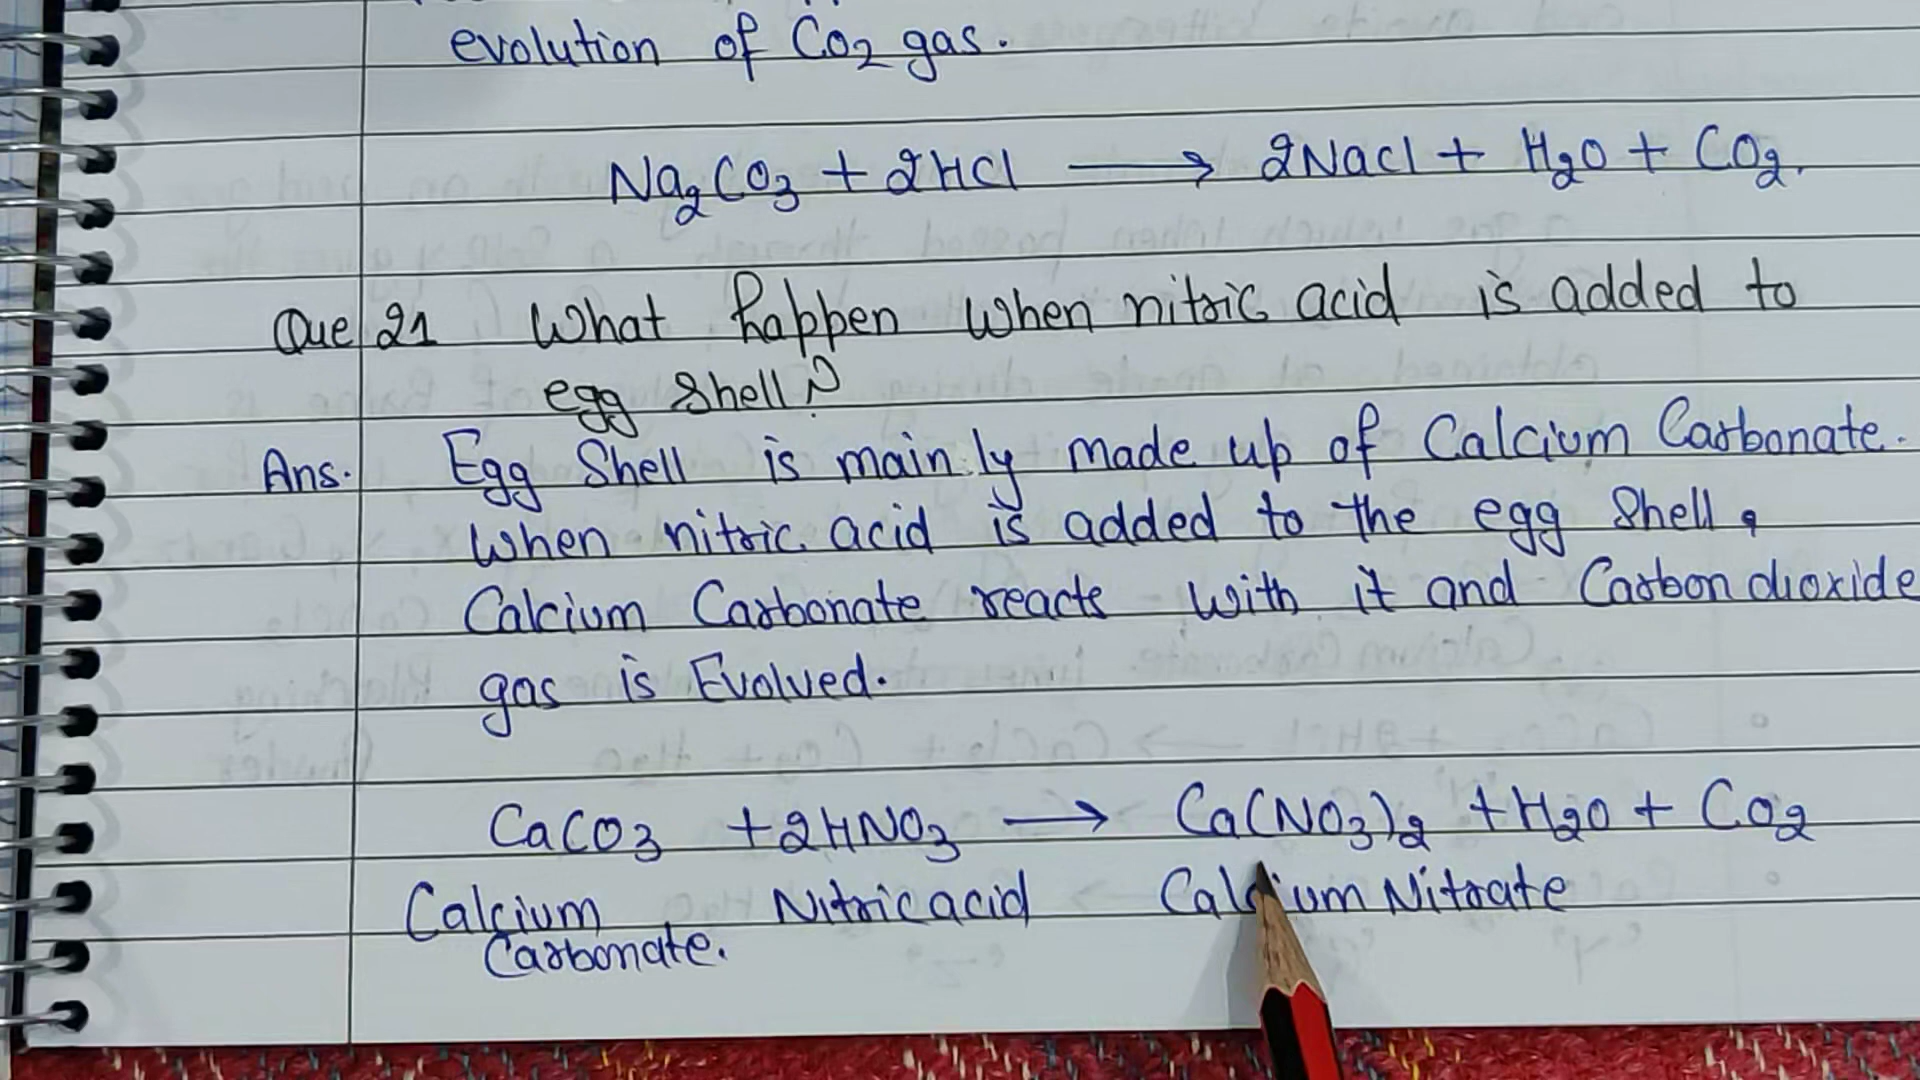 evolution of CO2 gas.
Na2CO3 + 2HCl → 2NaCl + H2O + CO2.
Que 21 What happen when nitric acid is added to
egg shell?
Ans. Egg Shell is mainly made up of Calcium Carbonate.
When nitric acid is added to the egg shell,
Calcium Carbonate reacts with it and Carbon dioxide
gas is Evolved.
CaCO3 + 2HNO3 → Ca(NO3)2 + H2O + CO2
Calcium Nitric acid Calcium Nitrate
Carbonate.